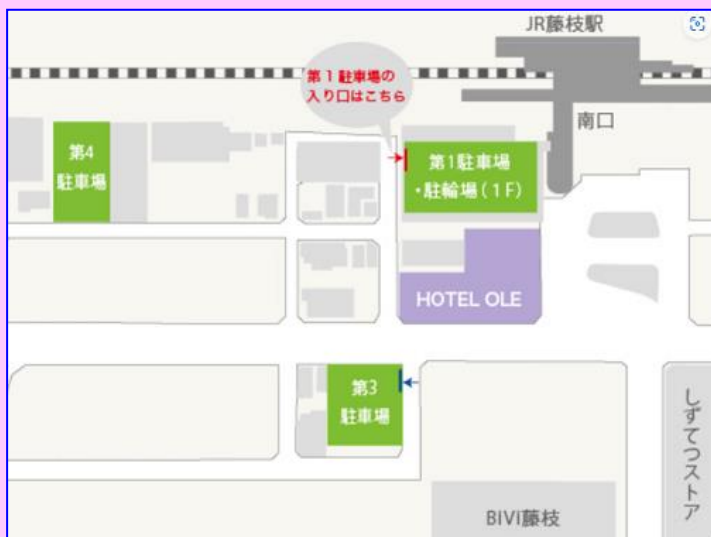 JR藤枝駅
第1駐車場の
入り口はこちら
南口
第4
駐車場
第1駐車場
・駐輪場(1F)
HOTEL OLE
第3
駐車場
しずてつストア
BiVi藤枝